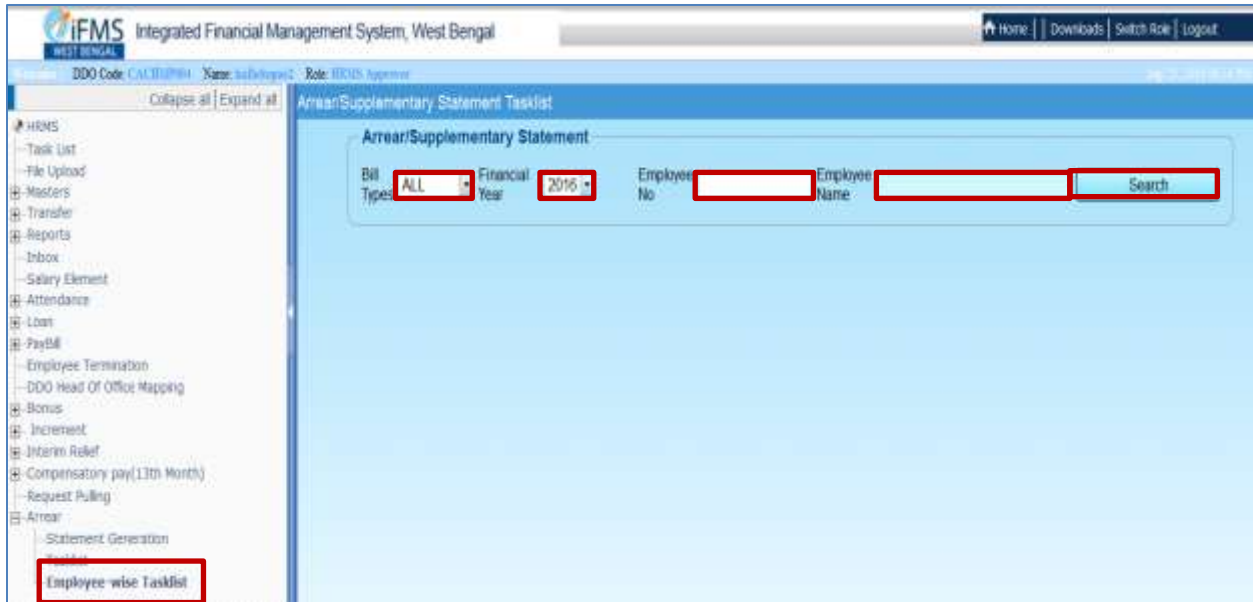 iFMS Integrated Financial Management System, West Bengal
WEST BENGAL
Home | | Downloads | Switch Role | Logout
DDO Code: Name: Role: HRMS Approver
Collapse all | Expand all
Arrear/Supplementary Statement Tasklist
HRMS
Task List
File Upload
Masters
Transfer
Reports
Inbox
Salary Element
Attendance
Loan
PayBill
Employee Termination
DDO Head Of Office Mapping
Bonus
Increment
Interim Relief
Compensatory pay(13th Month)
Request Pulling
Arrear
Statement Generation
Tasklist
Employee-wise Tasklist
Arrear/Supplementary Statement
Bill Types ALL Financial Year 2016 Employee No Employee Name Search